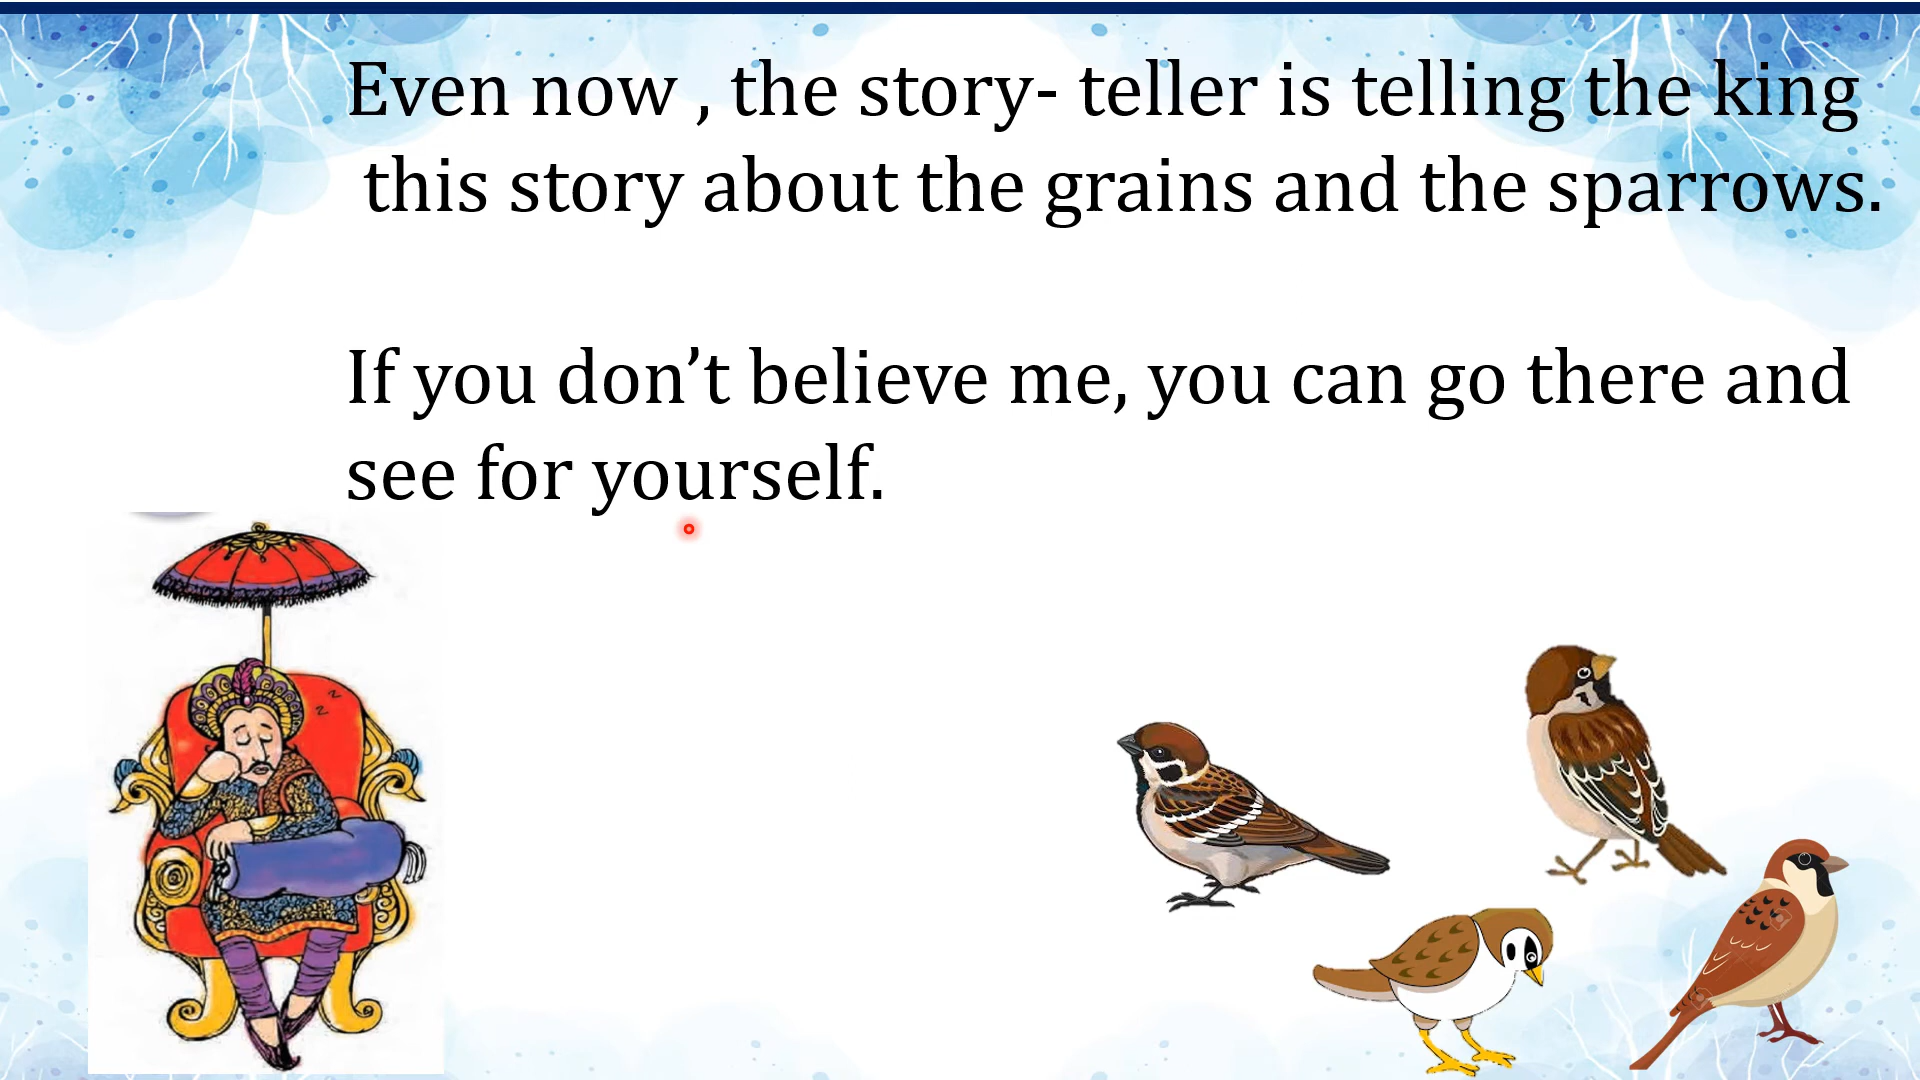 Even now , the story- teller is telling the king
this story about the grains and the sparrows.
If you don’t believe me, you can go there and
see for yourself.
z
z